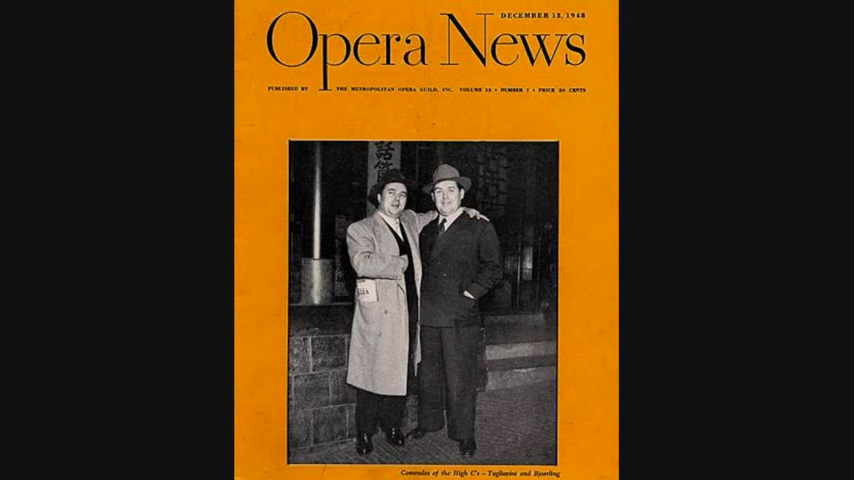 DECEMBER 13, 1948
Opera News
PUBLISHED BY THE METROPOLITAN OPERA GUILD, INC. VOLUME 13 • NUMBER 7 • PRICE 20 CENTS
話
Comrades of the High C's — Tagliavini and Bjoerling